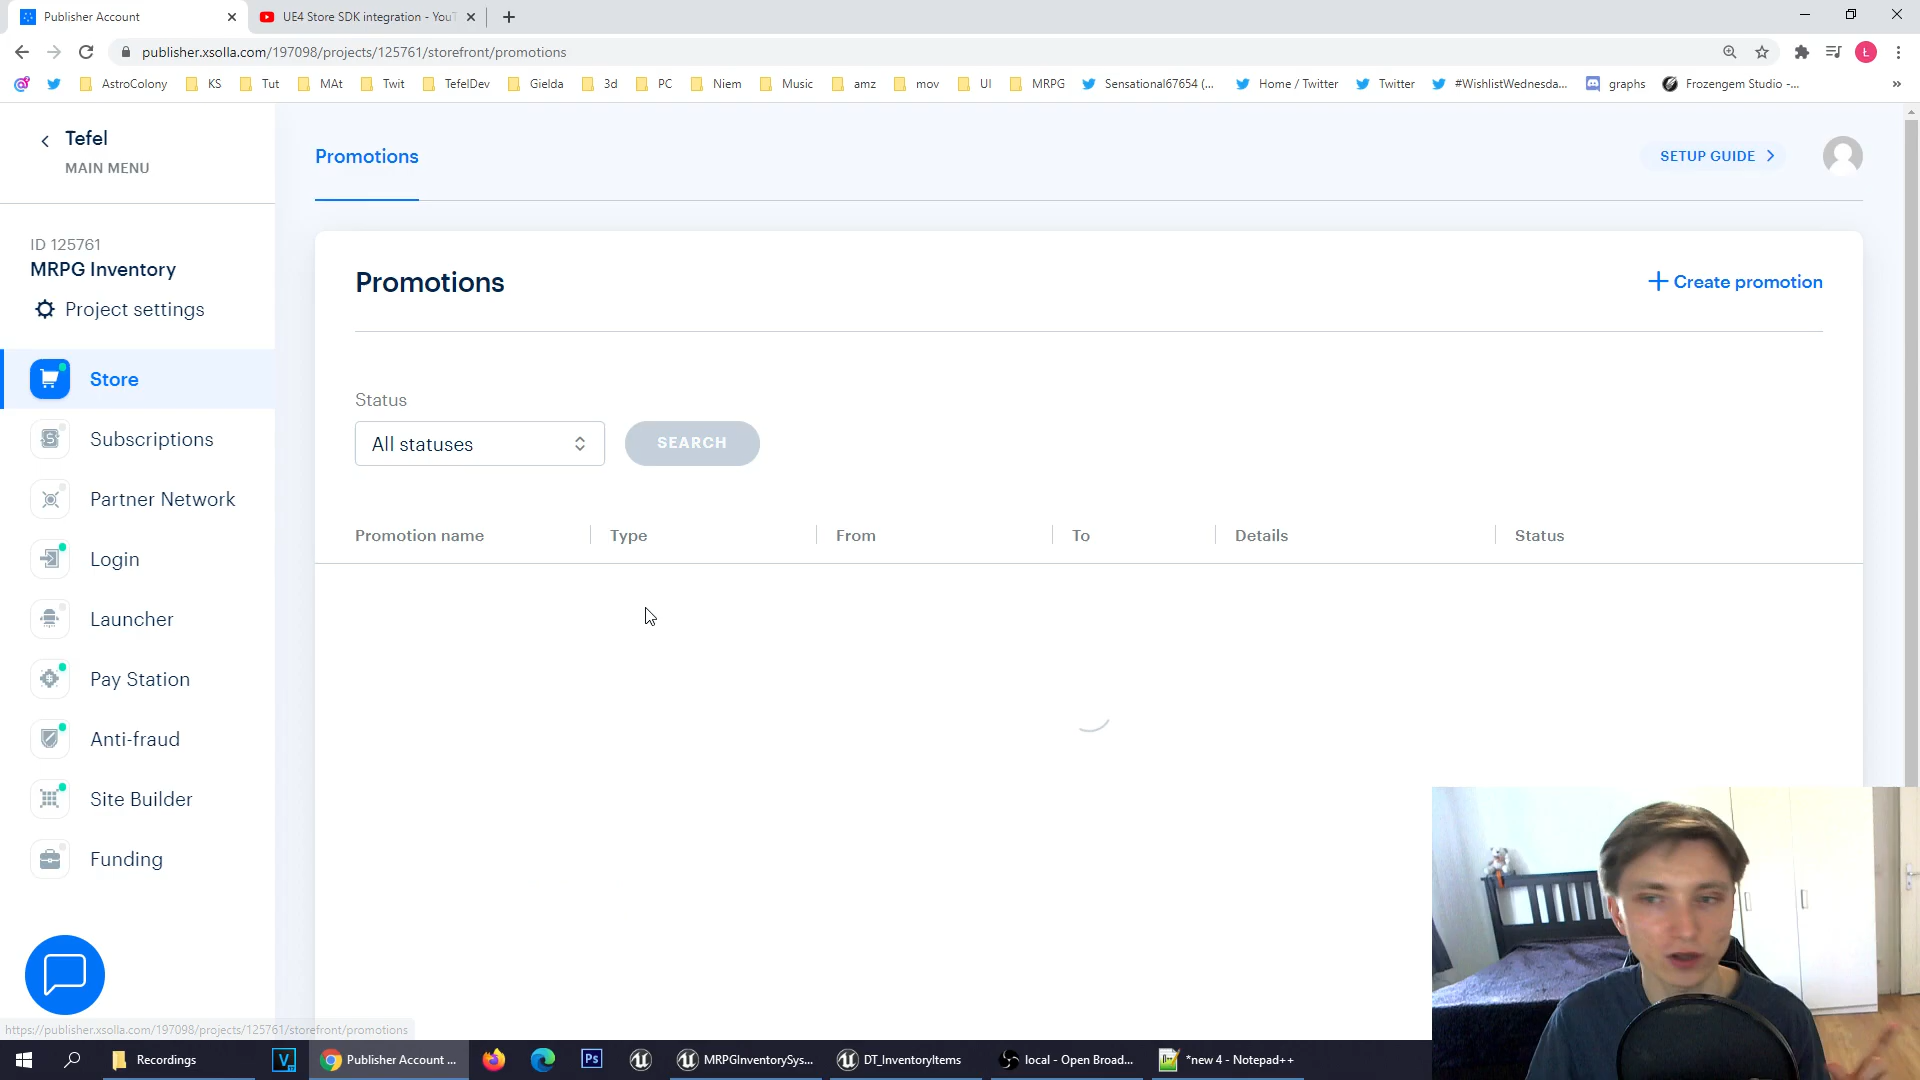 Publisher Account
UE4 Store SDK integration - YouT
publisher.xsolla.com/197098/projects/125761/storefront/promotions
AstroColony
KS
Tut
MAt
Twit
TefelDev
Gielda
3d
PC
Niem
Music
amz
mov
UI
MRPG
Sensational67654 (...
Home / Twitter
Twitter
#WishlistWednesda...
graphs
Frozengem Studio -...
Tefel
MAIN MENU
ID 125761
MRPG Inventory
Project settings
Store
Subscriptions
Partner Network
Login
Launcher
Pay Station
Anti-fraud
Site Builder
Funding
Promotions
SETUP GUIDE
Promotions
Create promotion
Status
All statuses
SEARCH
Promotion name
Type
From
To
Details
Status
https://publisher.xsolla.com/197098/projects/125761/storefront/promotions
Recordings
Publisher Account ...
Ps
MRPGInventorySys...
DT_InventoryItems
local - Open Broad...
*new 4 - Notepad++